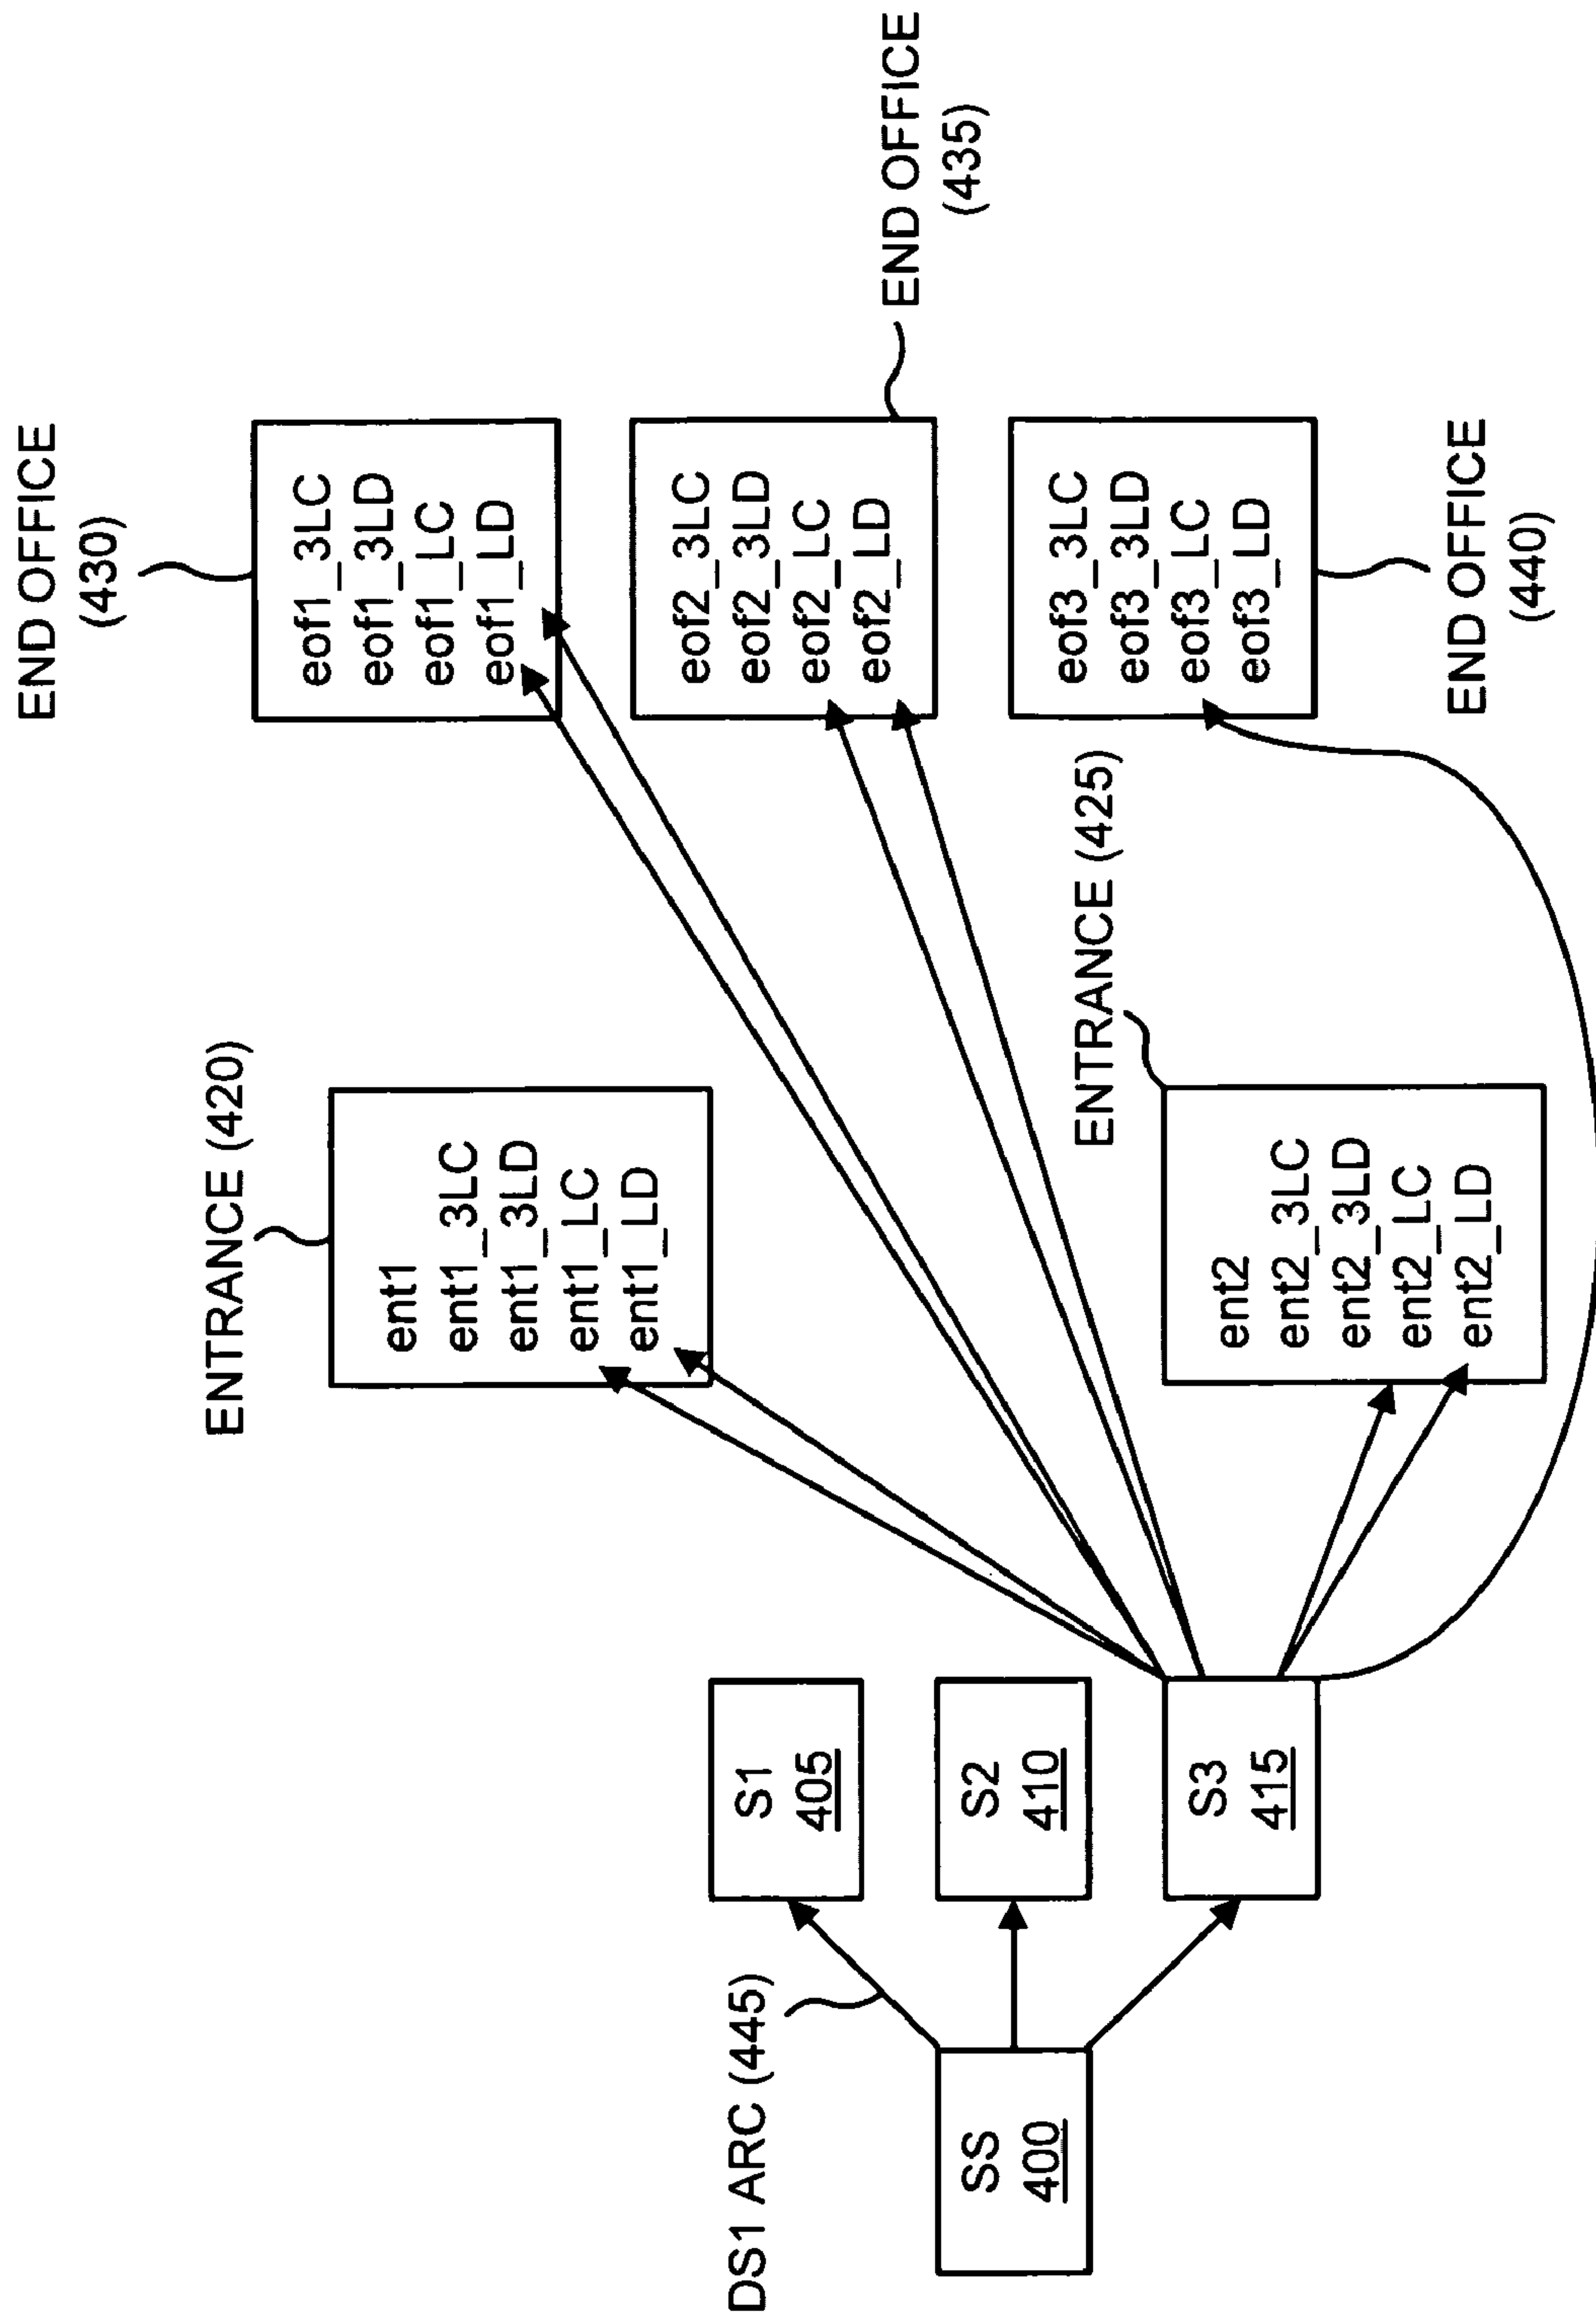 END OFFICE
(430)
ENTRANCE (420)
eof1_3LC
eof1_3LD
eof1_LC
eof1_LD
ent1
ent1_3LC
ent1_3LD
ent1_LC
ent1_LD
eof2_3LC
eof2_3LD
eof2_LC
eof2_LD
END OFFICE
(435)
DS1 ARC (445)
S1
405
SS
400
S2
410
ENTRANCE (425)
eof3_3LC
eof3_3LD
eof3_LC
eof3_LD
S3
415
ent2
ent2_3LC
ent2_3LD
ent2_LC
ent2_LD
END OFFICE
(440)